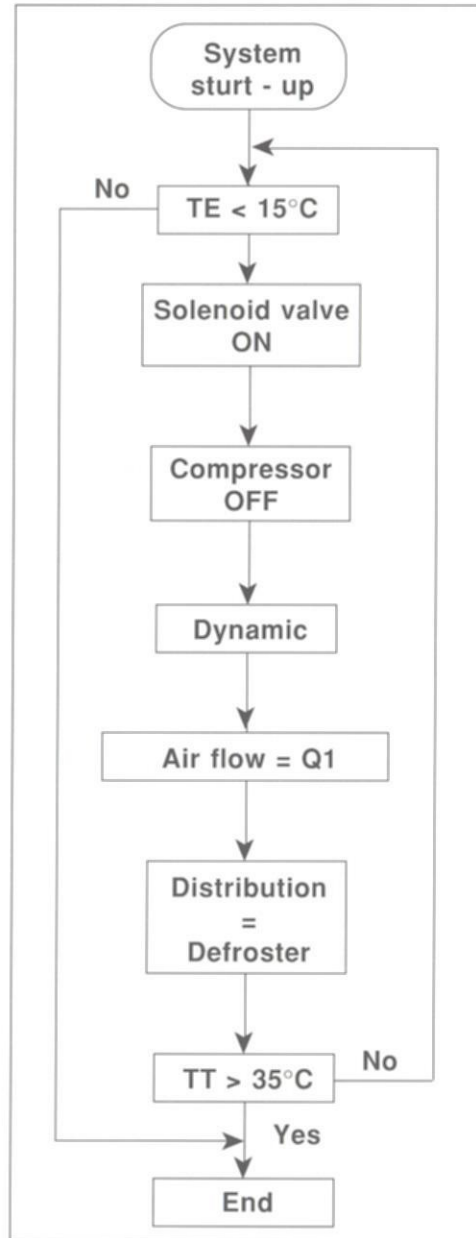 System
sturt - up
No
TE < 15°C
Solenoid valve
ON
Compressor
OFF
Dynamic
Air flow = Q1
Distribution
=
Defroster
TT > 35°C
No
Yes
End